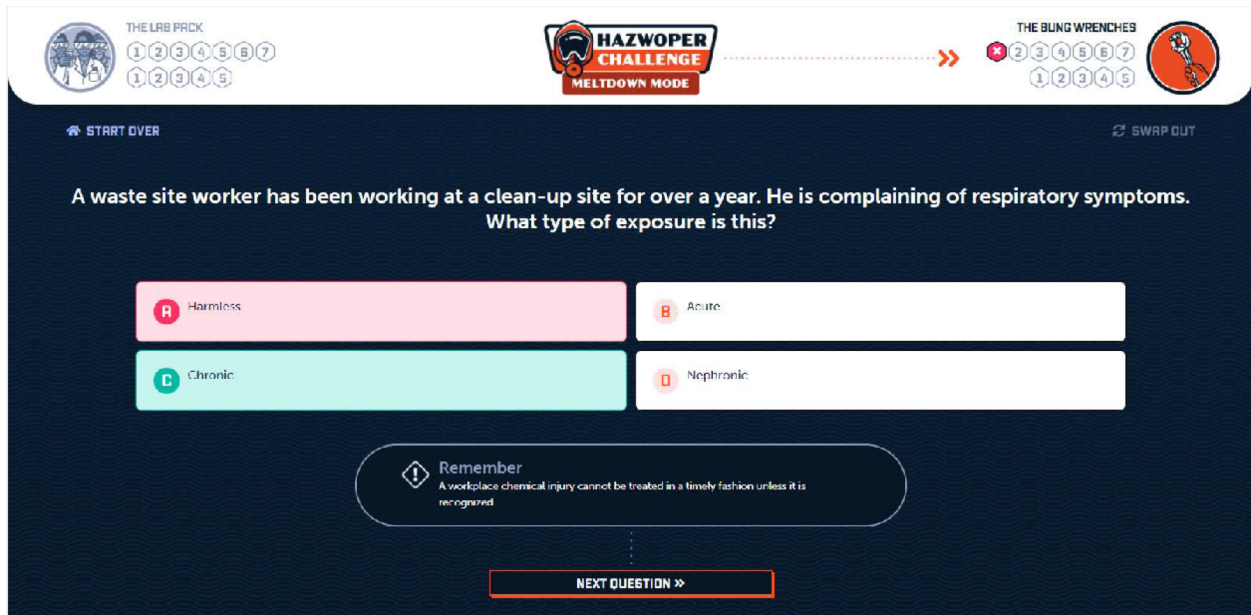 THE LAB PACK
1 2 3 4 5 6 7
1 2 3 4 5
HAZWOPER
CHALLENGE
MELTDOWN MODE
THE BUNG WRENCHES
2 3 4 5 6 7
1 2 3 4 5
START OVER
SWAP OUT
A waste site worker has been working at a clean-up site for over a year. He is complaining of respiratory symptoms.
What type of exposure is this?
A Harmless
B Acute
C Chronic
D Nephronic
Remember
A workplace chemical injury cannot be treated in a timely fashion unless it is
recognized
NEXT QUESTION »